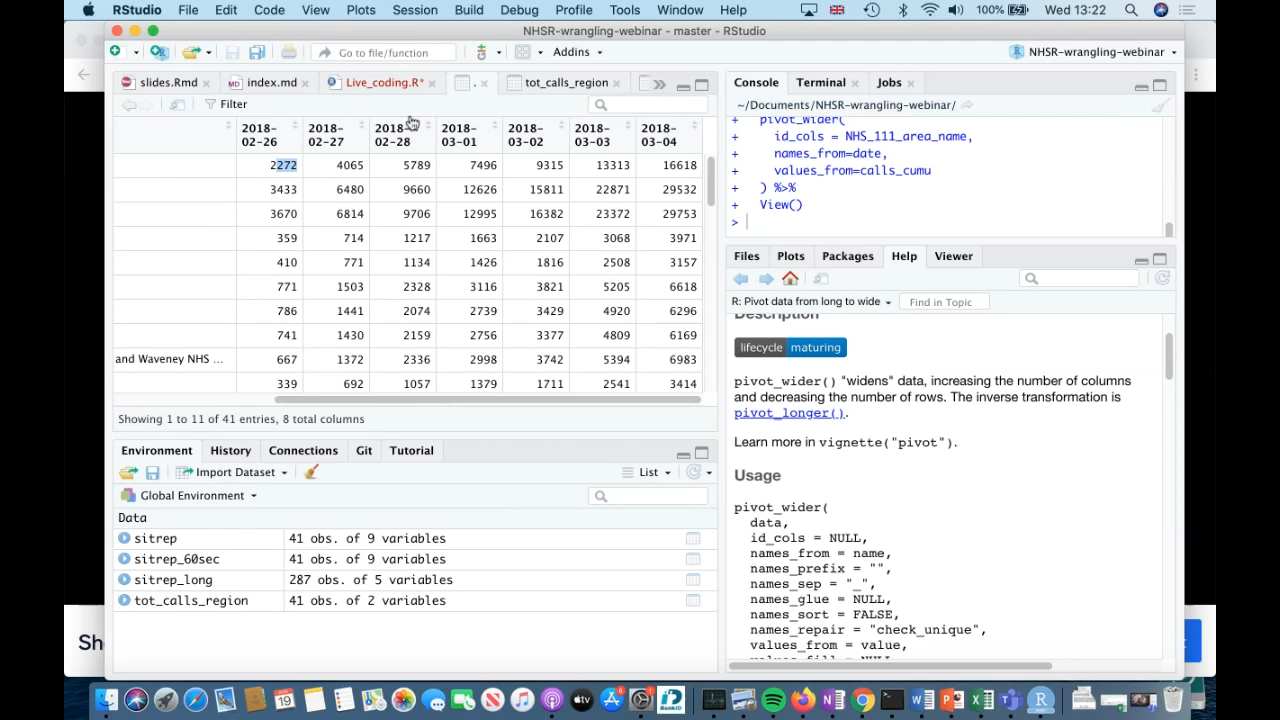 RStudio File Edit Code View Plots Session Build Debug Profile Tools Window Help 100% Wed 13:22
NHSR-wrangling-webinar - master - RStudio
Go to file/function Addins NHSR-wrangling-webinar
slides.Rmd index.md Live_coding.R* . tot_calls_region
Filter
2018-02-26 2018-02-27 2018-02-28 2018-03-01 2018-03-02 2018-03-03 2018-03-04
2272 4065 5789 7496 9315 13313 16618
3433 6480 9660 12626 15811 22871 29532
3670 6814 9706 12995 16382 23372 29753
359 714 1217 1663 2107 3068 3971
410 771 1134 1426 1816 2508 3157
771 1503 2328 3116 3821 5205 6618
786 1441 2074 2739 3429 4920 6296
741 1430 2159 2756 3377 4809 6169
and Waveney NHS ... 667 1372 2336 2998 3742 5394 6983
339 692 1057 1379 1711 2541 3414
Showing 1 to 11 of 41 entries, 8 total columns
Environment History Connections Git Tutorial
Import Dataset List
Global Environment
Data
sitrep 41 obs. of 9 variables
sitrep_60sec 41 obs. of 9 variables
sitrep_long 287 obs. of 5 variables
tot_calls_region 41 obs. of 2 variables
Console Terminal Jobs
~/Documents/NHSR-wrangling-webinar/
+ pivot_wider(
+ id_cols = NHS_111_area_name,
+ names_from=date,
+ values_from=calls_cumu
+ ) %>%
+ View()
>
Files Plots Packages Help Viewer
R: Pivot data from long to wide Find in Topic
Description
lifecycle maturing
pivot_wider() "widens" data, increasing the number of columns
and decreasing the number of rows. The inverse transformation is
pivot_longer().
Learn more in vignette("pivot").
Usage
pivot_wider(
data,
id_cols = NULL,
names_from = name,
names_prefix = "",
names_sep = "_",
names_glue = NULL,
names_sort = FALSE,
names_repair = "check_unique",
values_from = value,
values_fill = NULL